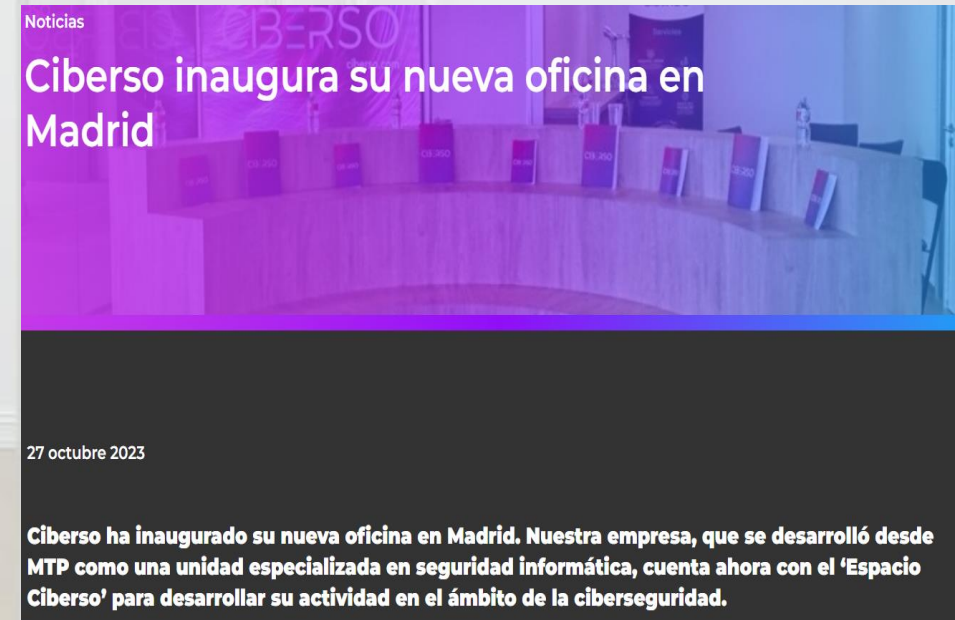 Noticias
CIBERSO
Ciberso inaugura su nueva oficina en
Madrid
27 octubre 2023
Ciberso ha inaugurado su nueva oficina en Madrid. Nuestra empresa, que se desarrolló desde
MTP como una unidad especializada en seguridad informática, cuenta ahora con el ‘Espacio
Ciberso’ para desarrollar su actividad en el ámbito de la ciberseguridad.